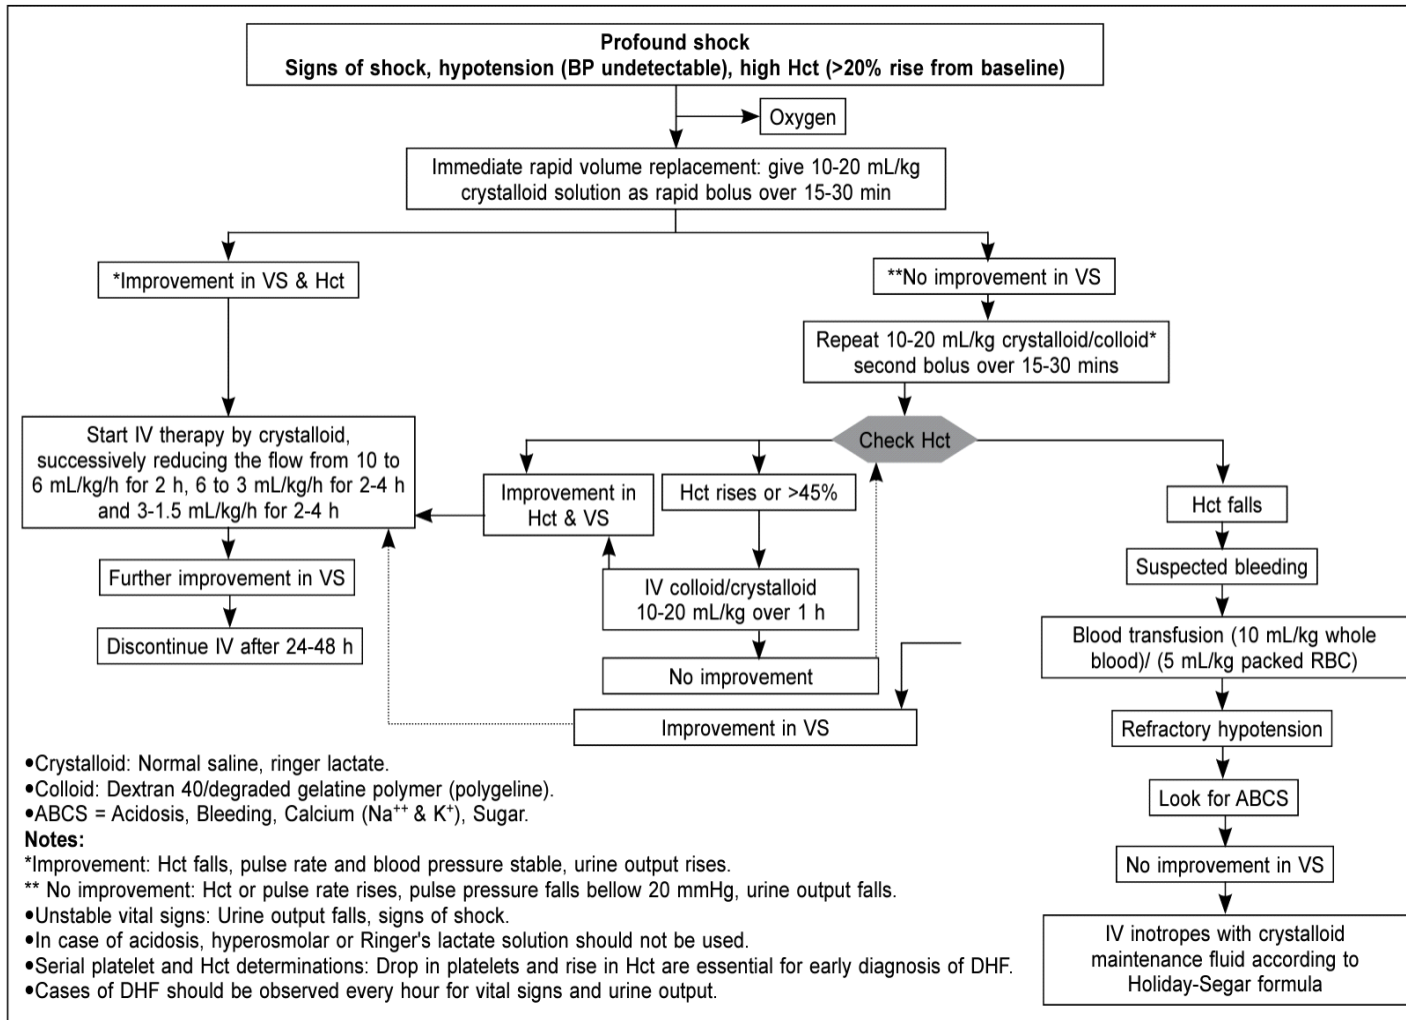 Profound shock
Signs of shock, hypotension (BP undetectable), high Hct (>20% rise from baseline)
Oxygen
Immediate rapid volume replacement: give 10-20 mL/kg
crystalloid solution as rapid bolus over 15-30 min
*Improvement in VS & Hct
**No improvement in VS
Repeat 10-20 mL/kg crystalloid/colloid*
second bolus over 15-30 mins
Start IV therapy by crystalloid,
successively reducing the flow from 10 to
6 mL/kg/h for 2 h, 6 to 3 mL/kg/h for 2-4 h
and 3-1.5 mL/kg/h for 2-4 h
Further improvement in VS
Discontinue IV after 24-48 h
Check Hct
Improvement in
Hct & VS
Hct rises or >45%
IV colloid/crystalloid
10-20 mL/kg over 1 h
No improvement
Improvement in VS
Hct falls
Suspected bleeding
Blood transfusion (10 mL/kg whole
blood)/ (5 mL/kg packed RBC)
Refractory hypotension
Look for ABCS
No improvement in VS
IV inotropes with crystalloid
maintenance fluid according to
Holiday-Segar formula
●Crystalloid: Normal saline, ringer lactate.
●Colloid: Dextran 40/degraded gelatine polymer (polygeline).
●ABCS = Acidosis, Bleeding, Calcium (Na⁺⁺ & K⁺), Sugar.
Notes:
*Improvement: Hct falls, pulse rate and blood pressure stable, urine output rises.
** No improvement: Hct or pulse rate rises, pulse pressure falls bellow 20 mmHg, urine output falls.
●Unstable vital signs: Urine output falls, signs of shock.
●In case of acidosis, hyperosmolar or Ringer's lactate solution should not be used.
●Serial platelet and Hct determinations: Drop in platelets and rise in Hct are essential for early diagnosis of DHF.
●Cases of DHF should be observed every hour for vital signs and urine output.